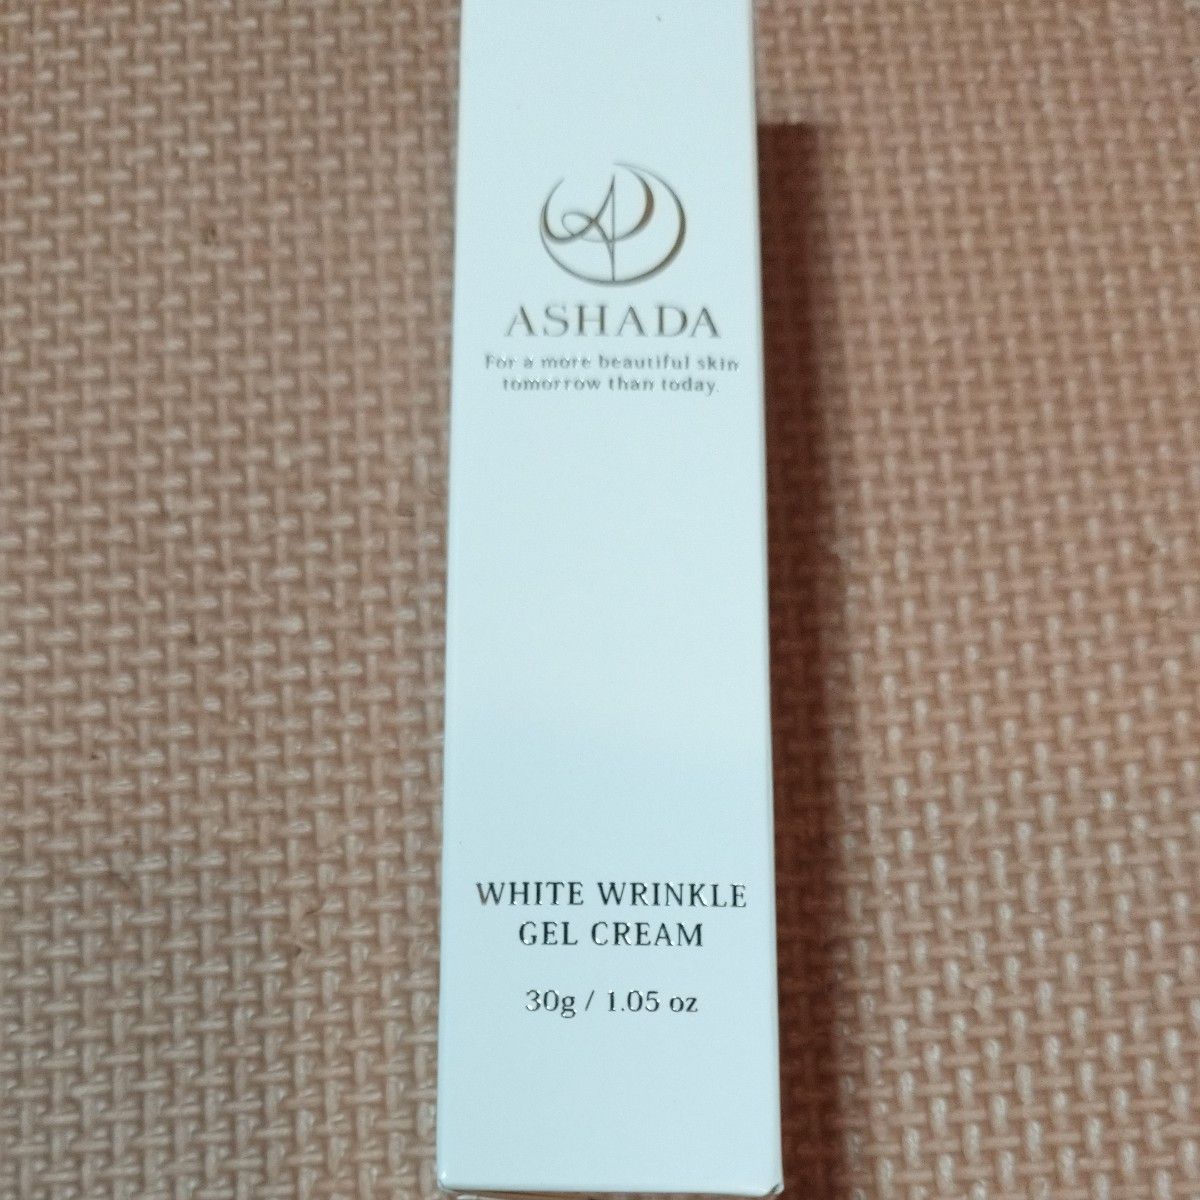 ASHADA
For a more beautiful skin
tomorrow than today.
WHITE WRINKLE
GEL CREAM
30g / 1.05 oz